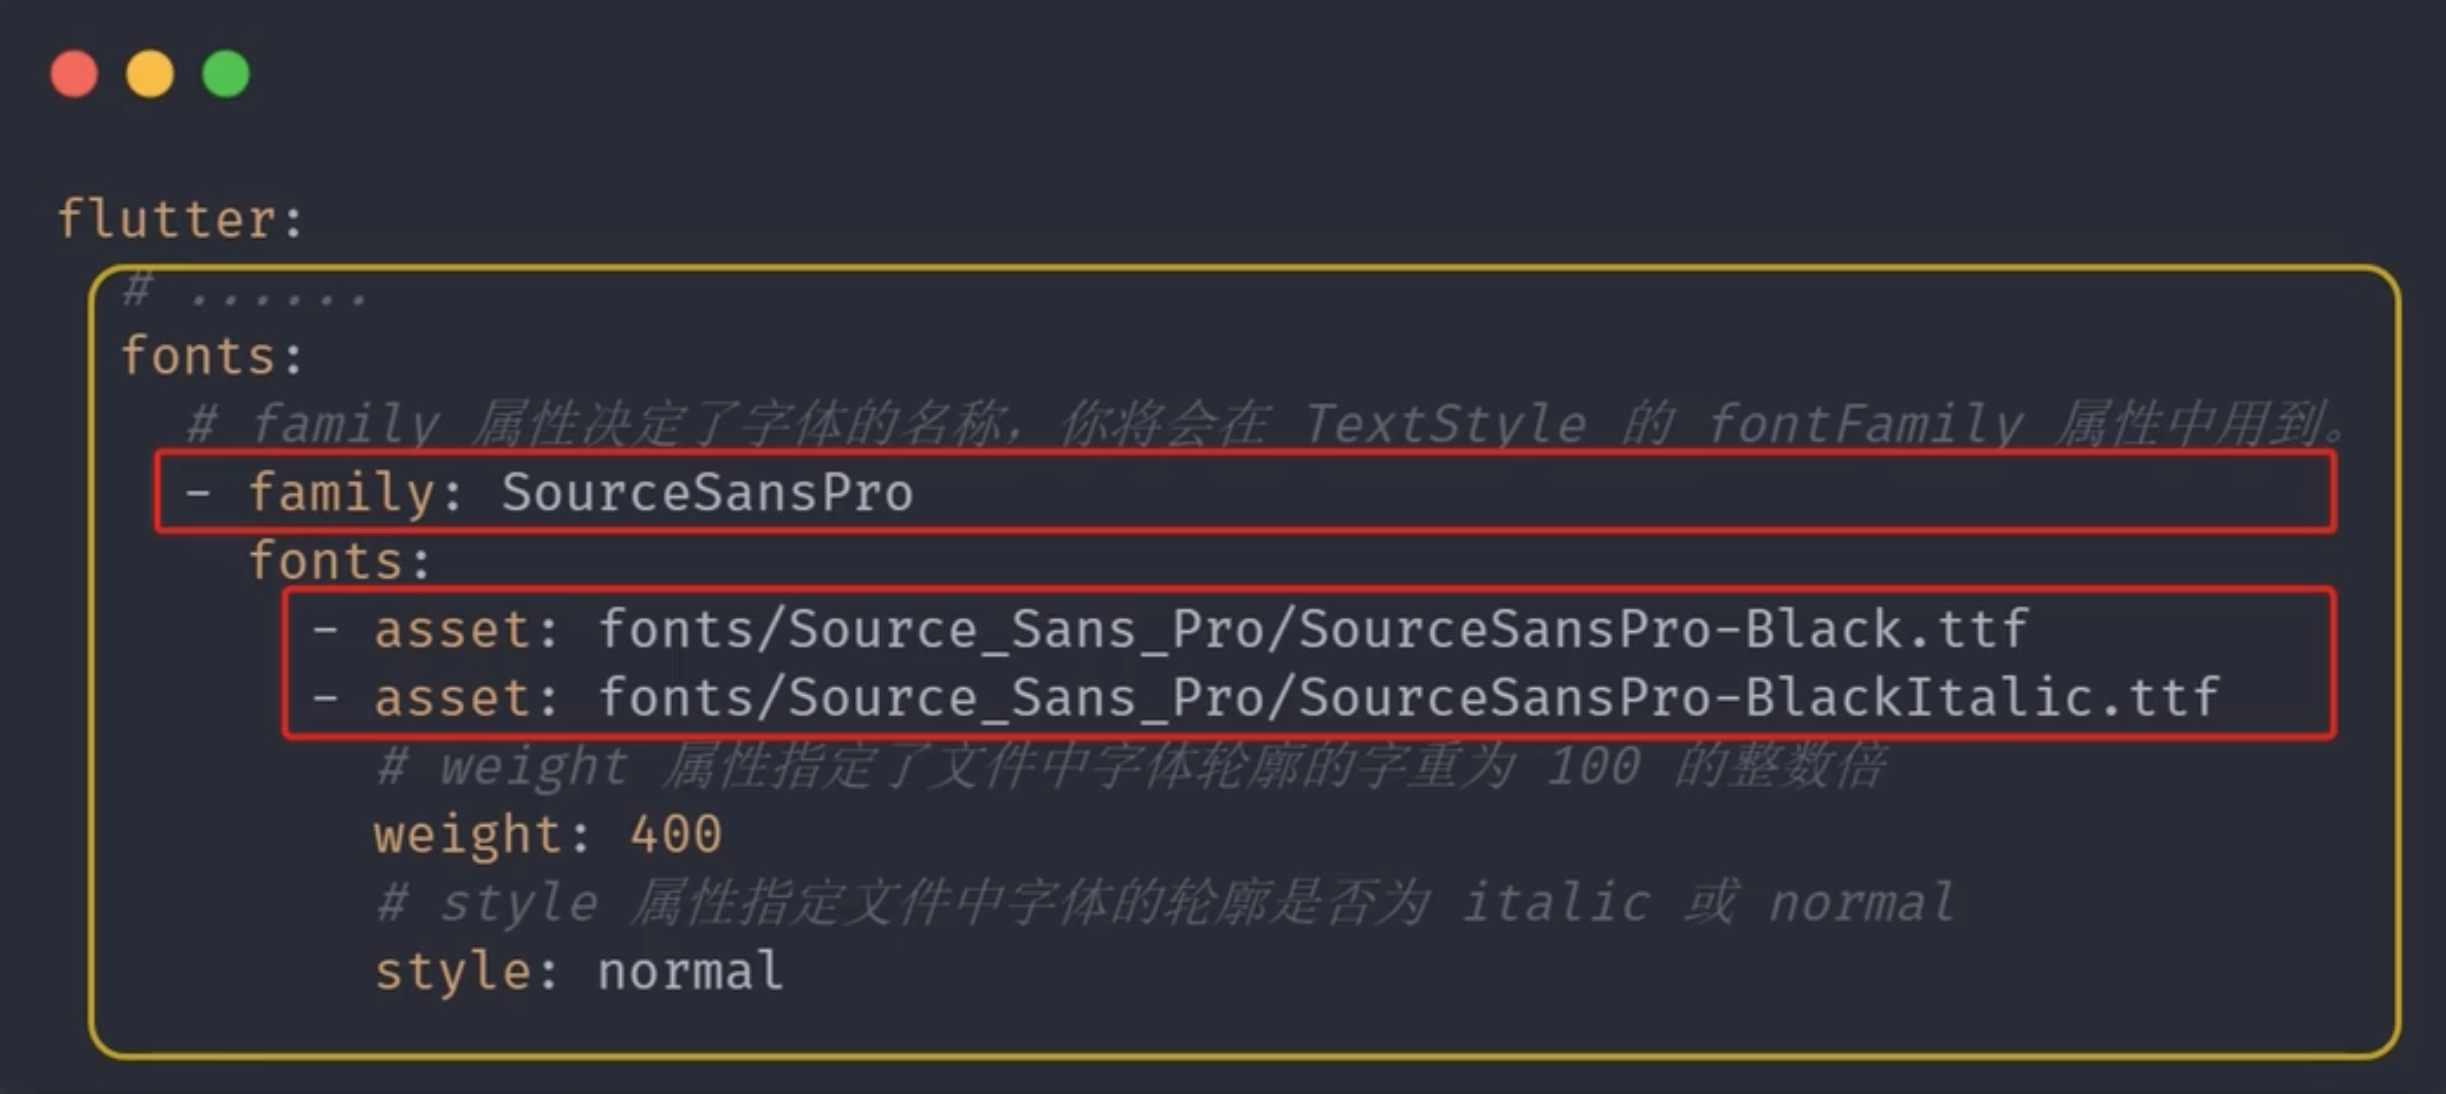 flutter:
  # ......
  fonts:
    # family 属性决定了字体的名称，你将会在 TextStyle 的 fontFamily 属性中用到。
    - family: SourceSansPro
      fonts:
        - asset: fonts/Source_Sans_Pro/SourceSansPro-Black.ttf
        - asset: fonts/Source_Sans_Pro/SourceSansPro-BlackItalic.ttf
          # weight 属性指定了文件中字体轮廓的字重为 100 的整数倍
          weight: 400
          # style 属性指定文件中字体的轮廓是否为 italic 或 normal
          style: normal